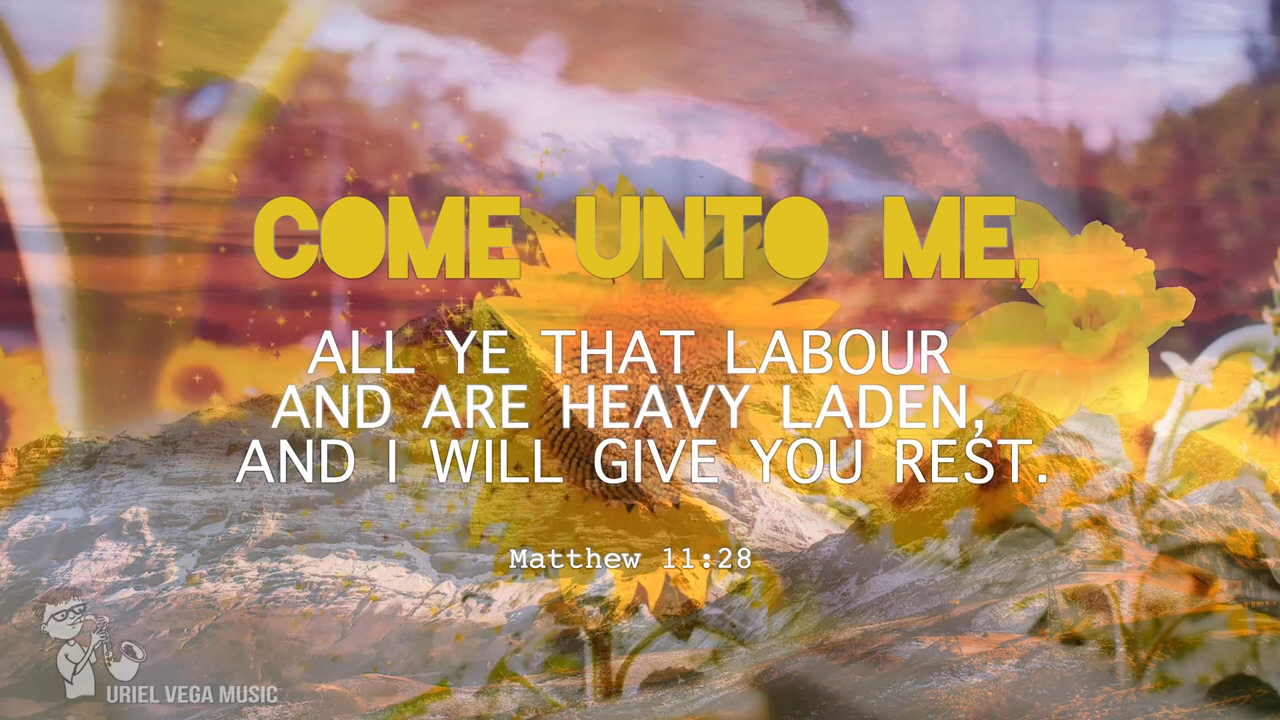 COME UNTO ME,
ALL YE THAT LABOUR
AND ARE HEAVY LADEN,
AND I WILL GIVE YOU REST.
Matthew 11:28
URIEL VEGA MUSIC